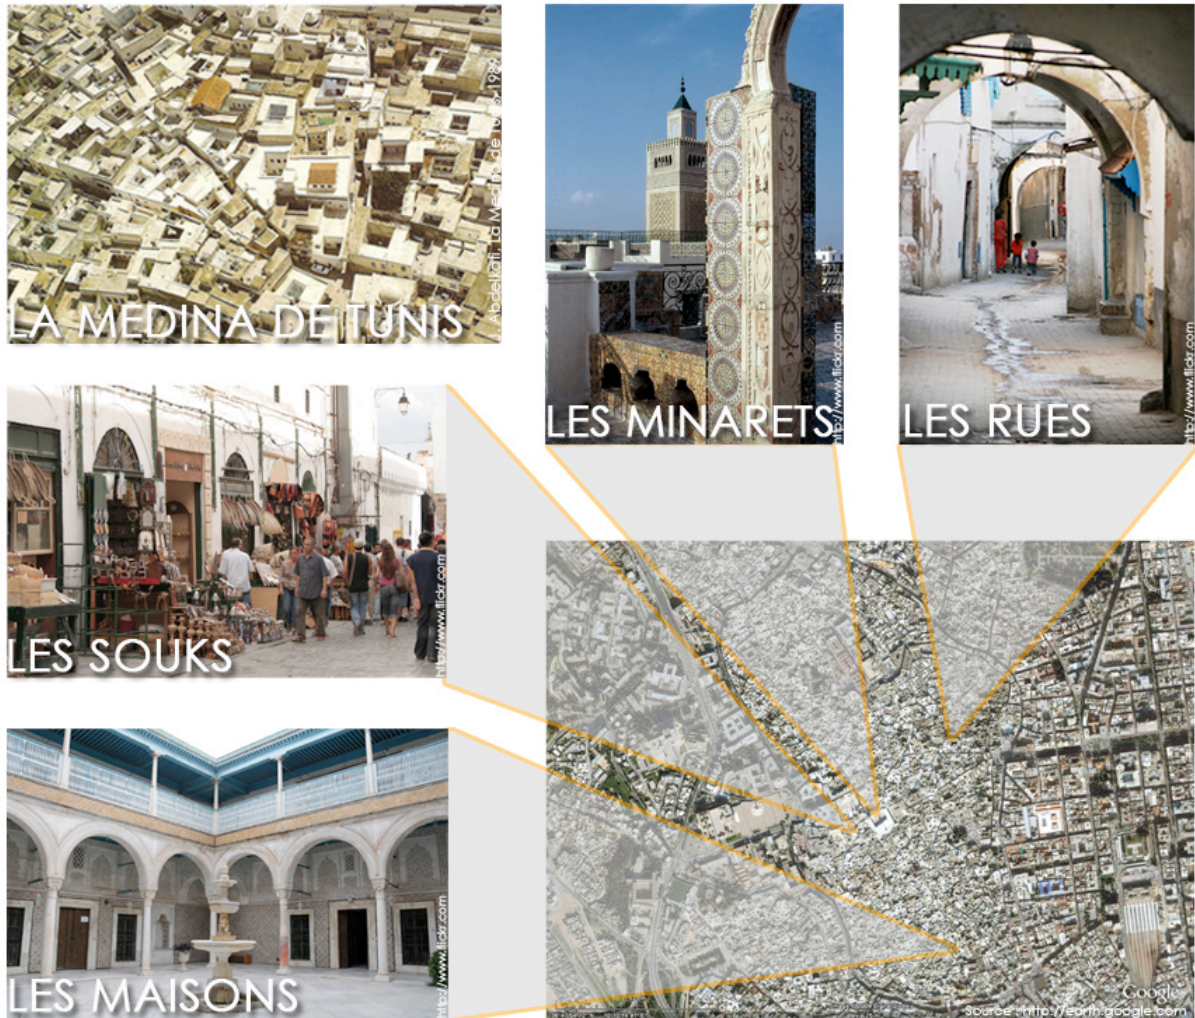 LA MEDINA DE TUNIS
LES MINARETS
http://www.flickr.com
LES RUES
http://www.flickr.com
LES SOUKS
http://www.flickr.com
LES MAISONS
http://www.flickr.com
Google
Source : http://earth.google.com